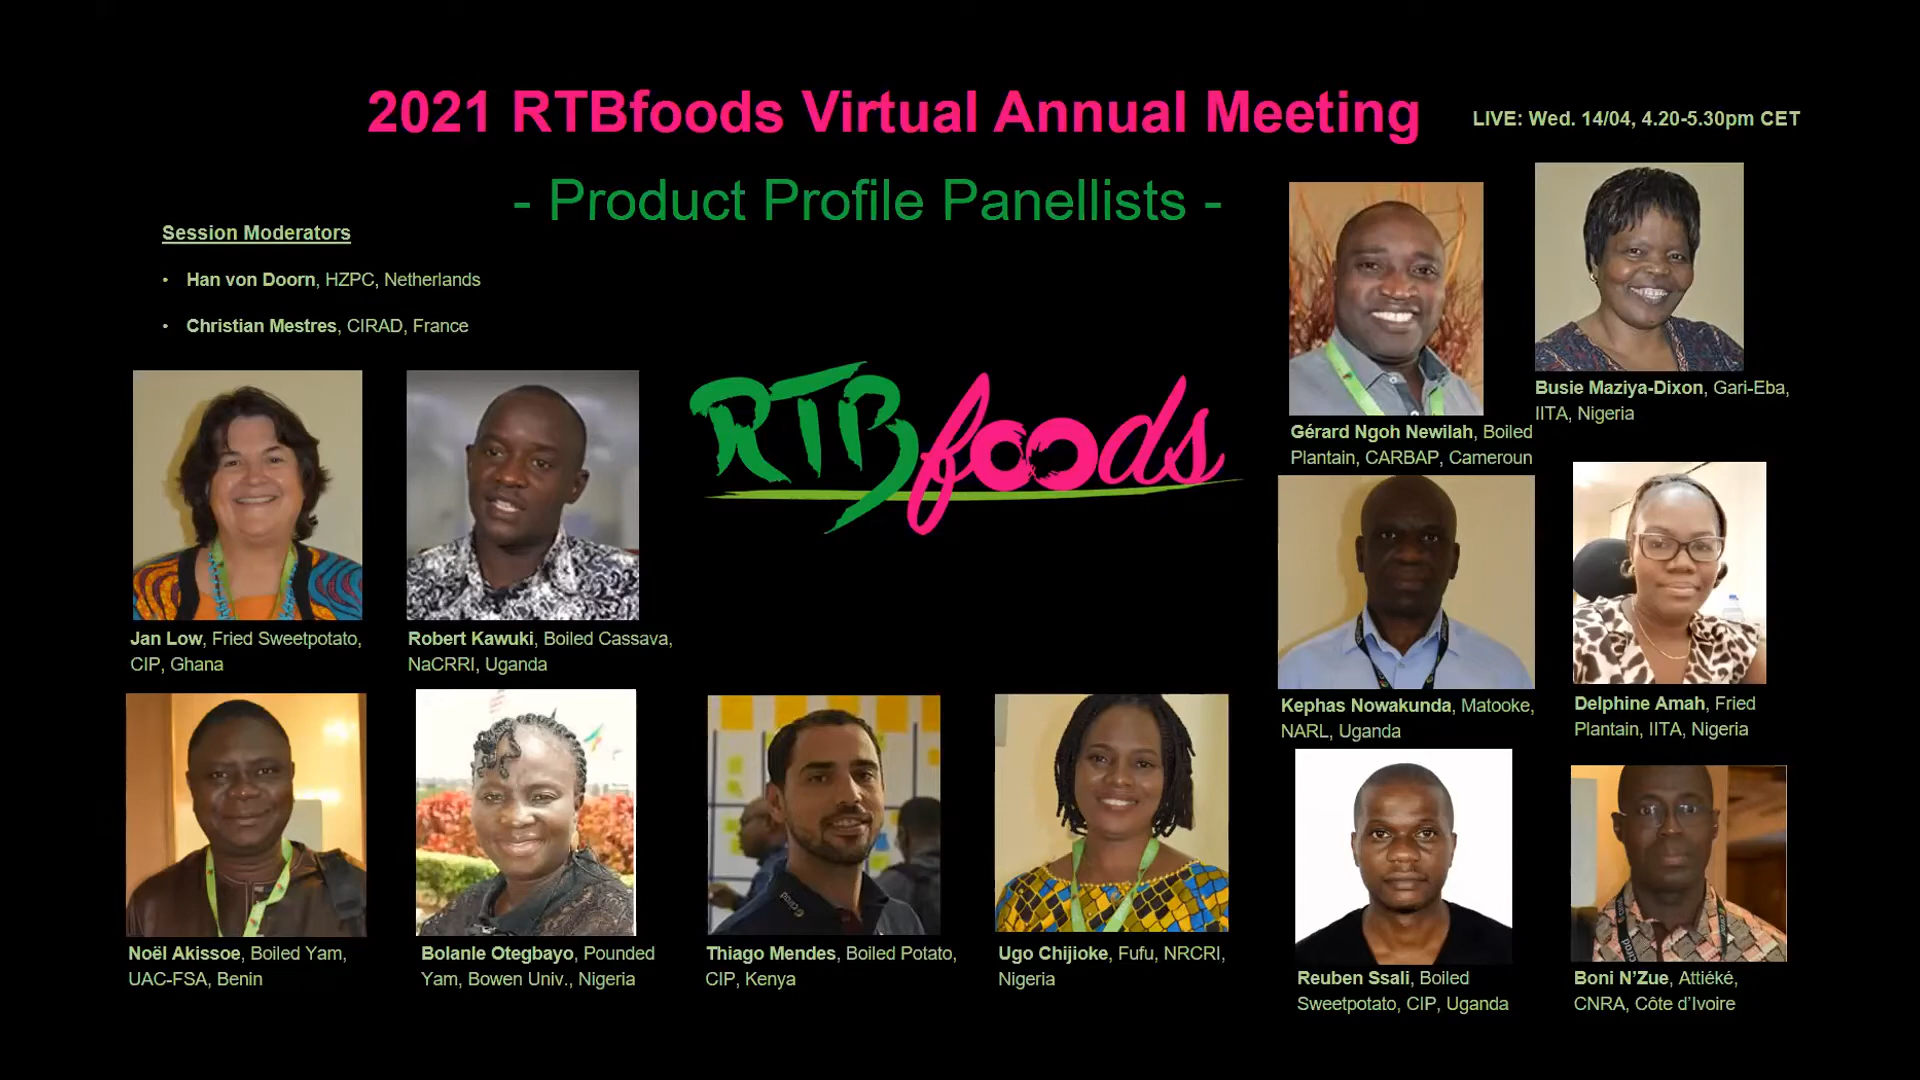 2021 RTBfoods Virtual Annual Meeting
LIVE: Wed. 14/04, 4.20-5.30pm CET
- Product Profile Panellists -
Session Moderators
• Han von Doorn, HZPC, Netherlands
• Christian Mestres, CIRAD, France
RTBfoods
Busie Maziya-Dixon, Gari-Eba,
IITA, Nigeria
Gérard Ngoh Newilah, Boiled
Plantain, CARBAP, Cameroun
Jan Low, Fried Sweetpotato,
CIP, Ghana
Robert Kawuki, Boiled Cassava,
NaCRRI, Uganda
Kephas Nowakunda, Matooke,
NARL, Uganda
Delphine Amah, Fried
Plantain, IITA, Nigeria
Noël Akissoe, Boiled Yam,
UAC-FSA, Benin
Bolanle Otegbayo, Pounded
Yam, Bowen Univ., Nigeria
cirad
Thiago Mendes, Boiled Potato,
CIP, Kenya
Ugo Chijioke, Fufu, NRCRI,
Nigeria
Reuben Ssali, Boiled
Sweetpotato, CIP, Uganda
cirad
Boni N'Zue, Attiéké,
CNRA, Côte d'Ivoire